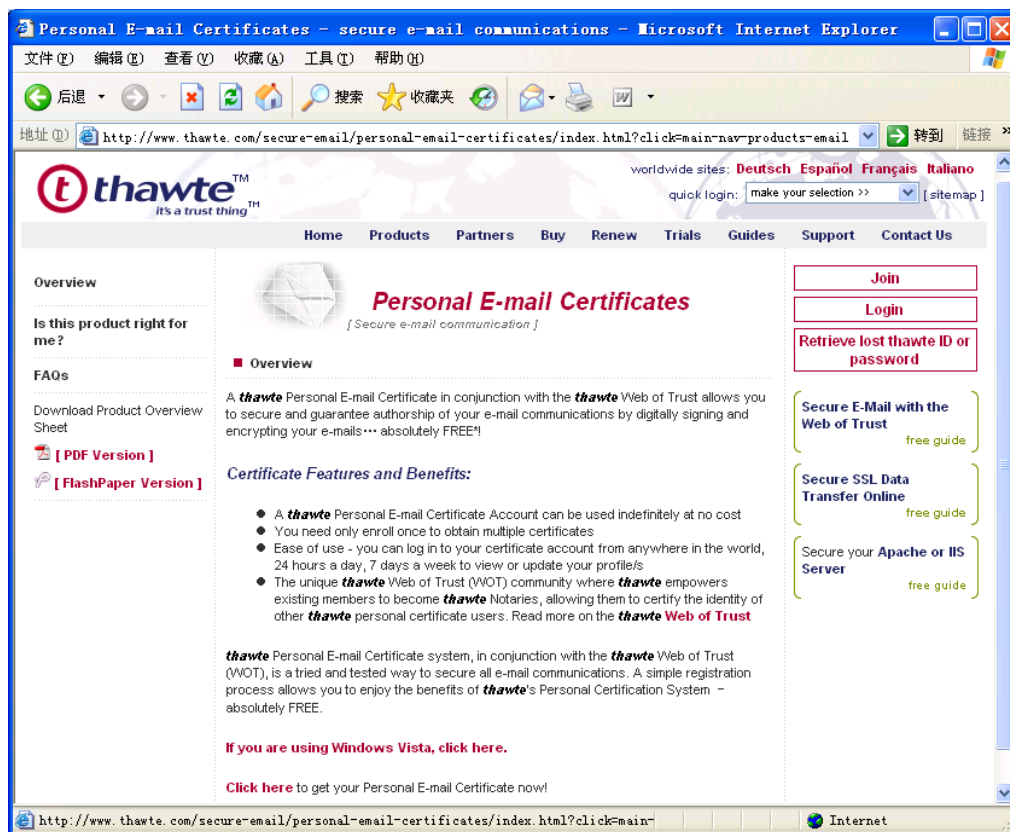 Personal E-mail Certificates - secure e-mail communications - Microsoft Internet Explorer
文件(F) 编辑(E) 查看(V) 收藏(A) 工具(T) 帮助(H)
后退 搜索 收藏夹
地址(D) http://www.thawte.com/secure-email/personal-email-certificates/index.html?click=main-nav-products-email 转到 链接 »
thawte™
it's a trust thing™
worldwide sites: Deutsch Español Français Italiano
quick login: make your selection >> [ sitemap ]
Home Products Partners Buy Renew Trials Guides Support Contact Us
Overview
Is this product right for
me?
FAQs
Download Product Overview
Sheet
[ PDF Version ]
[ FlashPaper Version ]
Personal E-mail Certificates
[ Secure e-mail communication ]
Overview
A thawte Personal E-mail Certificate in conjunction with the thawte Web of Trust allows you
to secure and guarantee authorship of your e-mail communications by digitally signing and
encrypting your e-mails··· absolutely FREE*!
Certificate Features and Benefits:
● A thawte Personal E-mail Certificate Account can be used indefinitely at no cost
● You need only enroll once to obtain multiple certificates
● Ease of use - you can log in to your certificate account from anywhere in the world,
24 hours a day, 7 days a week to view or update your profile/s
● The unique thawte Web of Trust (WOT) community where thawte empowers
existing members to become thawte Notaries, allowing them to certify the identity of
other thawte personal certificate users. Read more on the thawte Web of Trust
thawte Personal E-mail Certificate system, in conjunction with the thawte Web of Trust
(WOT), is a tried and tested way to secure all e-mail communications. A simple registration
process allows you to enjoy the benefits of thawte's Personal Certification System –
absolutely FREE.
If you are using Windows Vista, click here.
Click here to get your Personal E-mail Certificate now!
Join
Login
Retrieve lost thawte ID or
password
Secure E-Mail with the
Web of Trust
free guide
Secure SSL Data
Transfer Online
free guide
Secure your Apache or IIS
Server
free guide
http://www.thawte.com/secure-email/personal-email-certificates/index.html?click=main- Internet